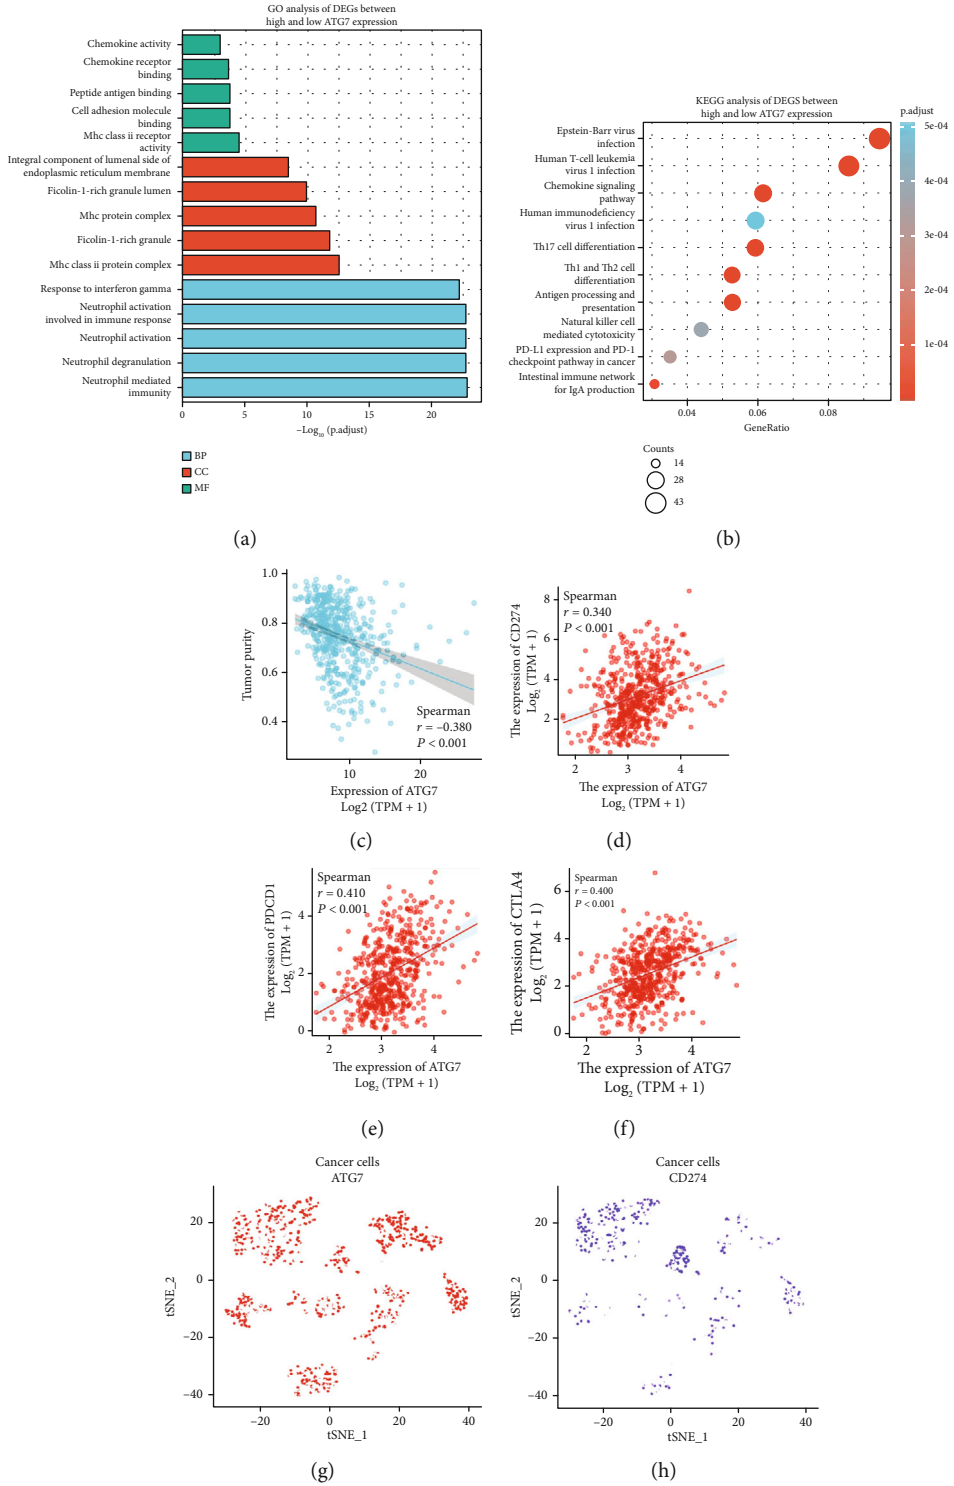 GO analysis of DEGs between
high and low ATG7 expression
Chemokine activity
Chemokine receptor
binding
Peptide antigen binding
Cell adhesion molecule
binding
Mhc class ii receptor
activity
Integral component of lumenal side of
endoplasmic reticulum membrane
Ficolin-1-rich granule lumen
Mhc protein complex
Ficolin-1-rich granule
Mhc class ii protein complex
Response to interferon gamma
Neutrophil activation
involved in immune response
Neutrophil activation
Neutrophil degranulation
Neutrophil mediated
immunity
0 5 10 15 20
–Log₁₀ (p.adjust)
BP
CC
MF
(a)
KEGG analysis of DEGS between
high and low ATG7 expression
Epstein-Barr virus
infection
Human T-cell leukemia
virus 1 infection
Chemokine signaling
pathway
Human immunodeficiency
virus 1 infection
Th17 cell differentiation
Th1 and Th2 cell
differentiation
Antigen processing and
presentation
Natural killer cell
mediated cytotoxicity
PD-L1 expression and PD-1
checkpoint pathway in cancer
Intestinal immune network
for IgA production
0.04 0.06 0.08
GeneRatio
p.adjust
5e-04
4e-04
3e-04
2e-04
1e-04
Counts
14
28
43
(b)
Tumor purity
1.0
0.8
0.6
0.4
Spearman
r = –0.380
P < 0.001
10 20
Expression of ATG7
Log2 (TPM + 1)
(c)
The expression of CD274
Log₂ (TPM + 1)
8
6
4
2
Spearman
r = 0.340
P < 0.001
2 3 4
The expression of ATG7
Log₂ (TPM + 1)
(d)
The expression of PDCD1
Log₂ (TPM + 1)
4
2
0
Spearman
r = 0.410
P < 0.001
2 3 4
The expression of ATG7
Log₂ (TPM + 1)
(e)
The expression of CTLA4
Log₂ (TPM + 1)
6
4
2
0
Spearman
r = 0.400
P < 0.001
2 3 4
The expression of ATG7
Log₂ (TPM + 1)
(f)
Cancer cells
ATG7
tSNE_2
20
0
–20
–40
–20 0 20 40
tSNE_1
(g)
Cancer cells
CD274
tSNE_2
20
0
–20
–40
–20 0 20 40
tSNE_1
(h)